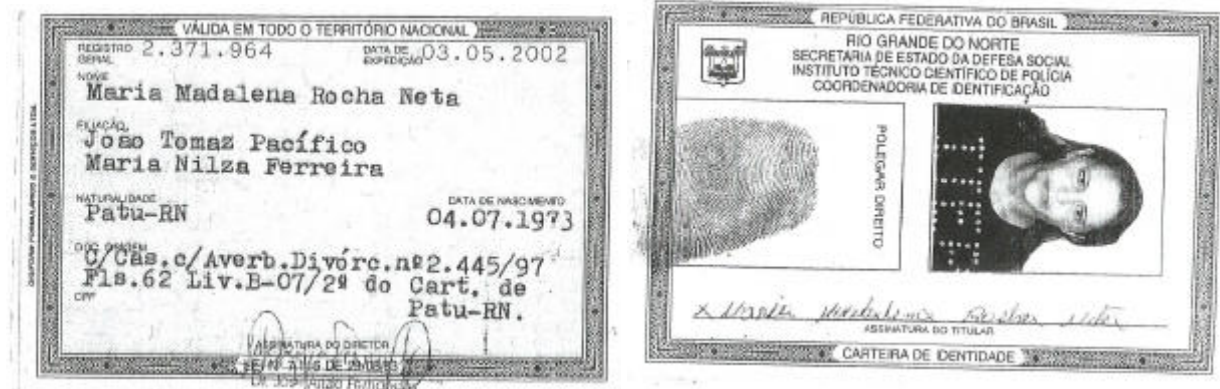 VÁLIDA EM TODO O TERRITÓRIO NACIONAL
REGISTRO GERAL 2.371.964 DATA DE EXPEDIÇÃO 03.05.2002
NOME
Maria Madalena Rocha Neta
FILIAÇÃO
João Tomaz Pacífico
Maria Nilza Ferreira
NATURALIDADE DATA DE NASCIMENTO
Patu-RN 04.07.1973
DOC. ORIGEM
C/Cas.c/Averb.Divórc.nº2.445/97
Fls.62 Liv.B-07/2º do Cart. de
Patu-RN.
CPF
ASSINATURA DO DIRETOR
REPÚBLICA FEDERATIVA DO BRASIL
RIO GRANDE DO NORTE
SECRETARIA DE ESTADO DA DEFESA SOCIAL
INSTITUTO TÉCNICO CIENTÍFICO DE POLÍCIA
COORDENADORIA DE IDENTIFICAÇÃO
POLEGAR DIREITO
x Maria Madalena Rocha Neta
ASSINATURA DO TITULAR
CARTEIRA DE IDENTIDADE